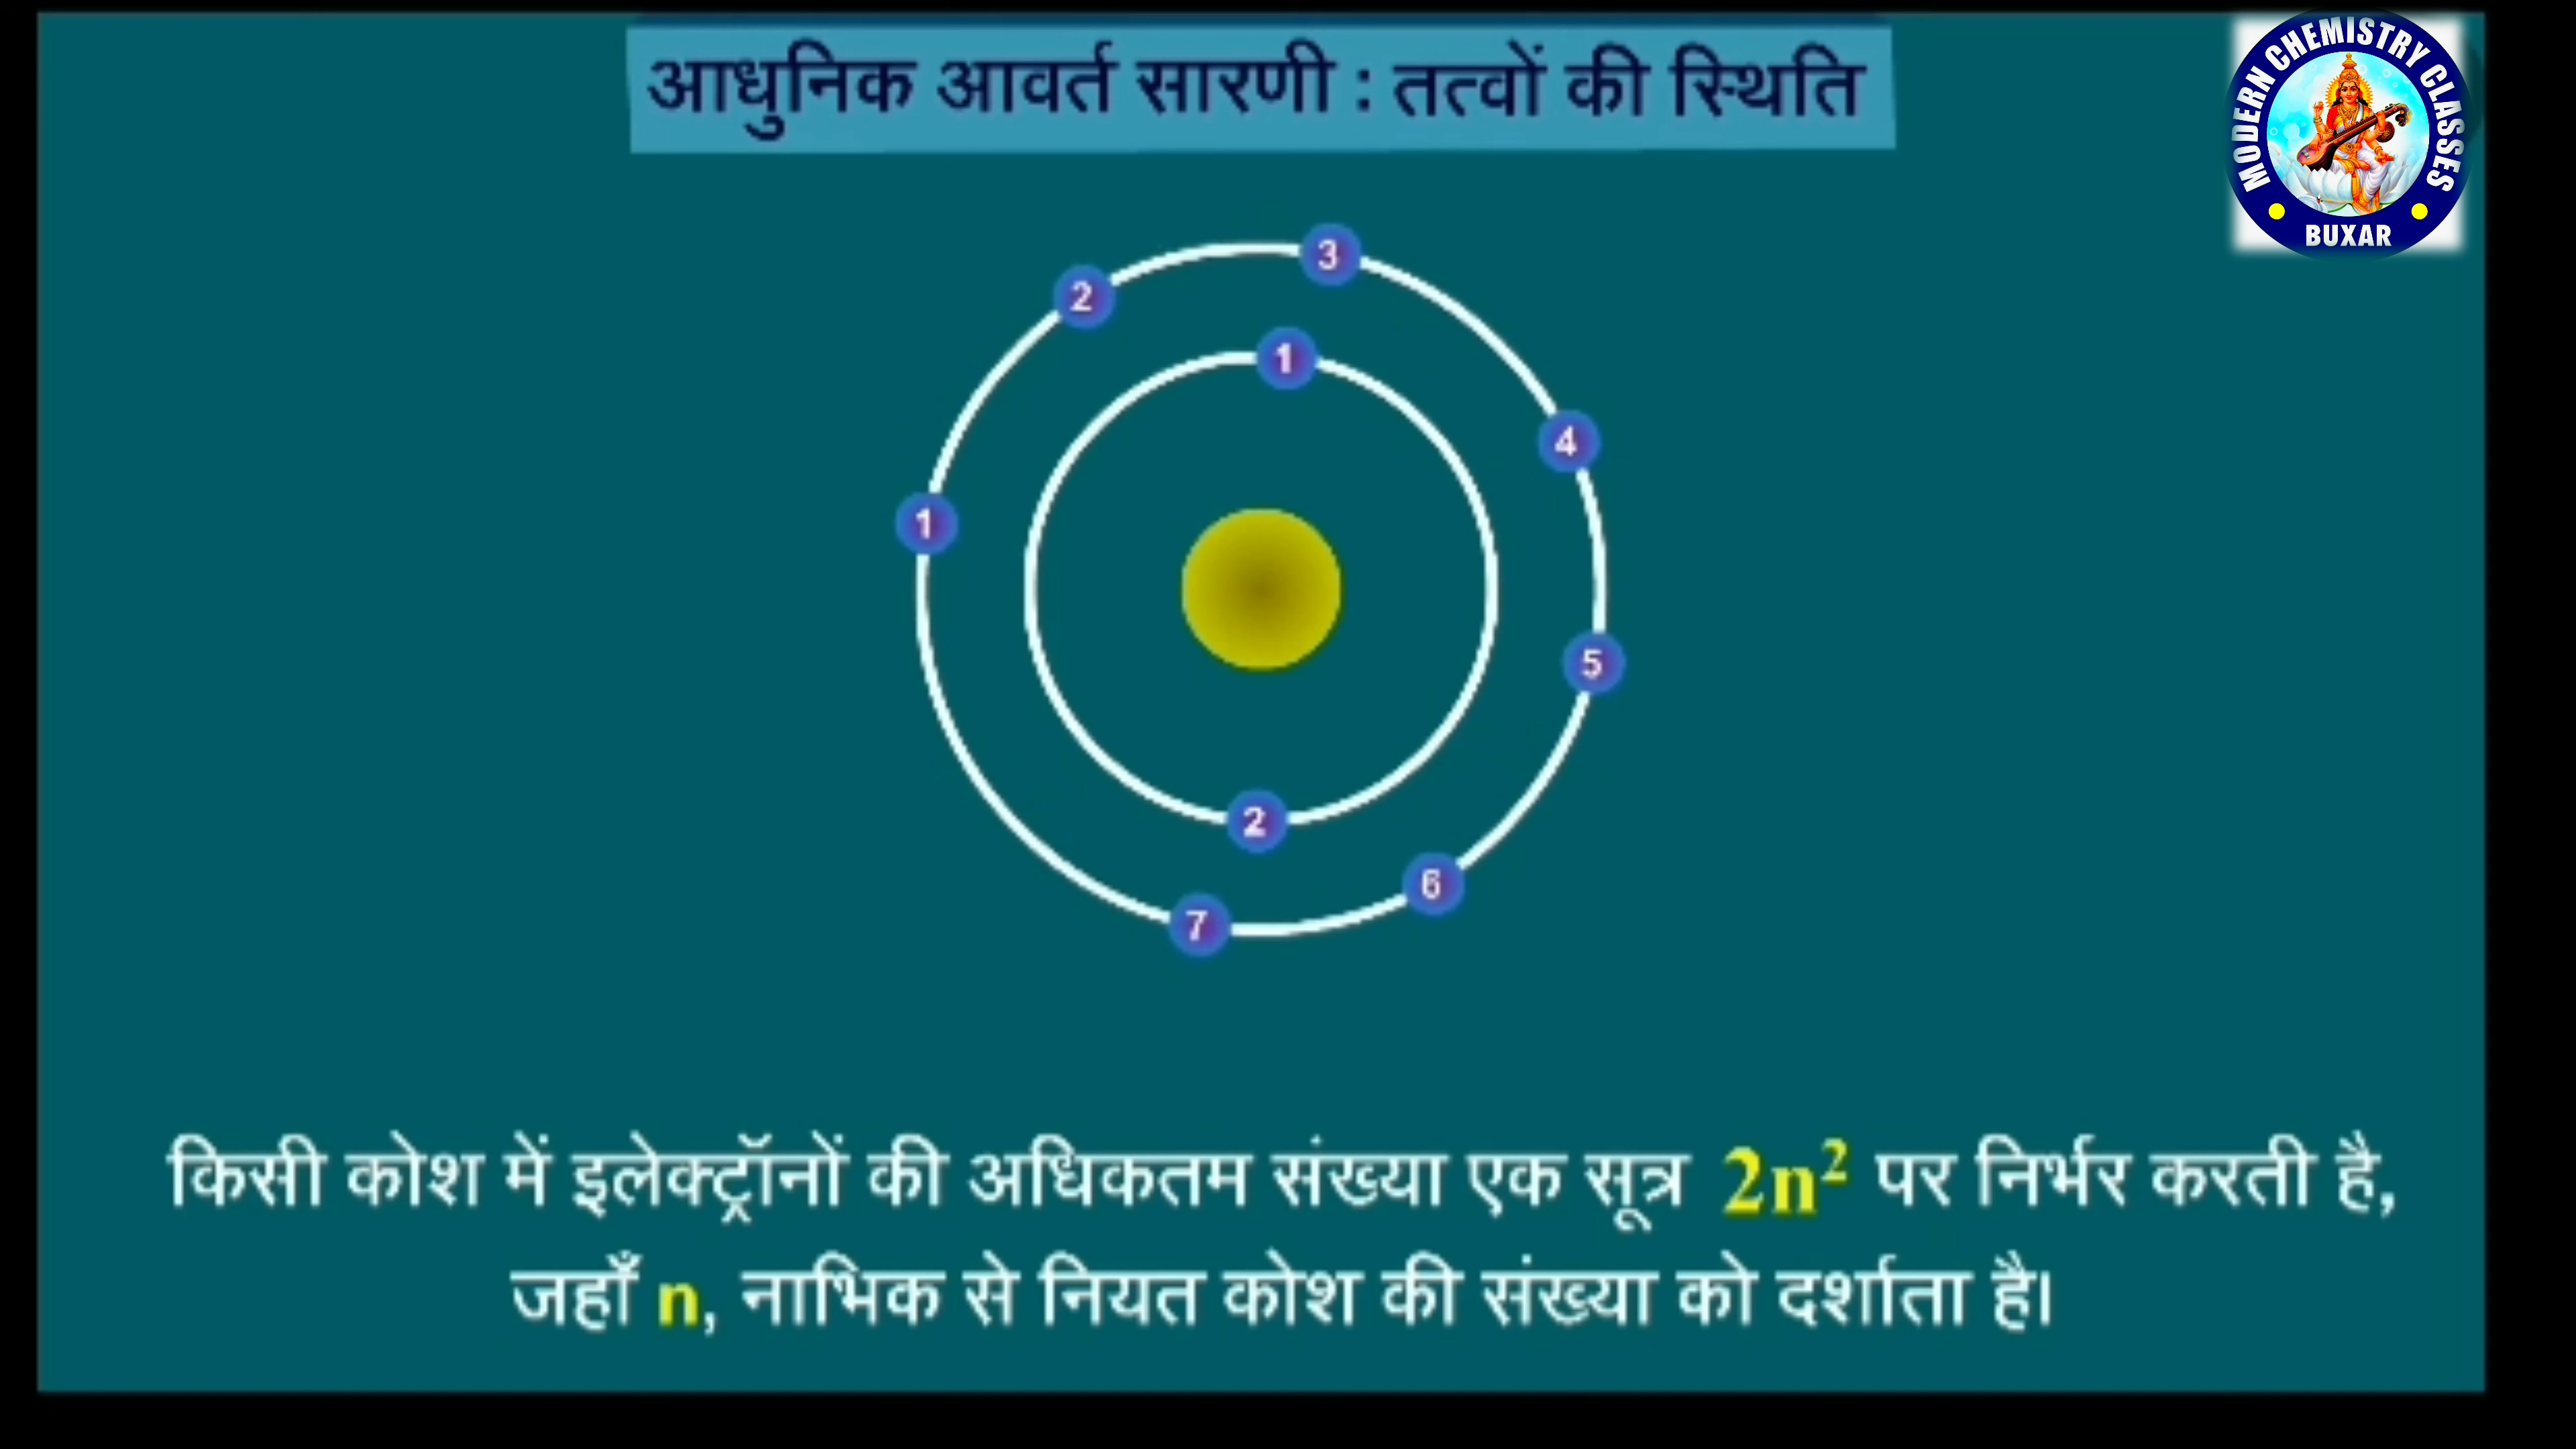 आधुनिक आवर्त सारणी : तत्वों की स्थिति
MODERN CHEMISTRY CLASSES
BUXAR
3
2
1
4
1
5
2
6
7
किसी कोश में इलेक्ट्रॉनों की अधिकतम संख्या एक सूत्र 2n² पर निर्भर करती है,
जहाँ n, नाभिक से नियत कोश की संख्या को दर्शाता है।